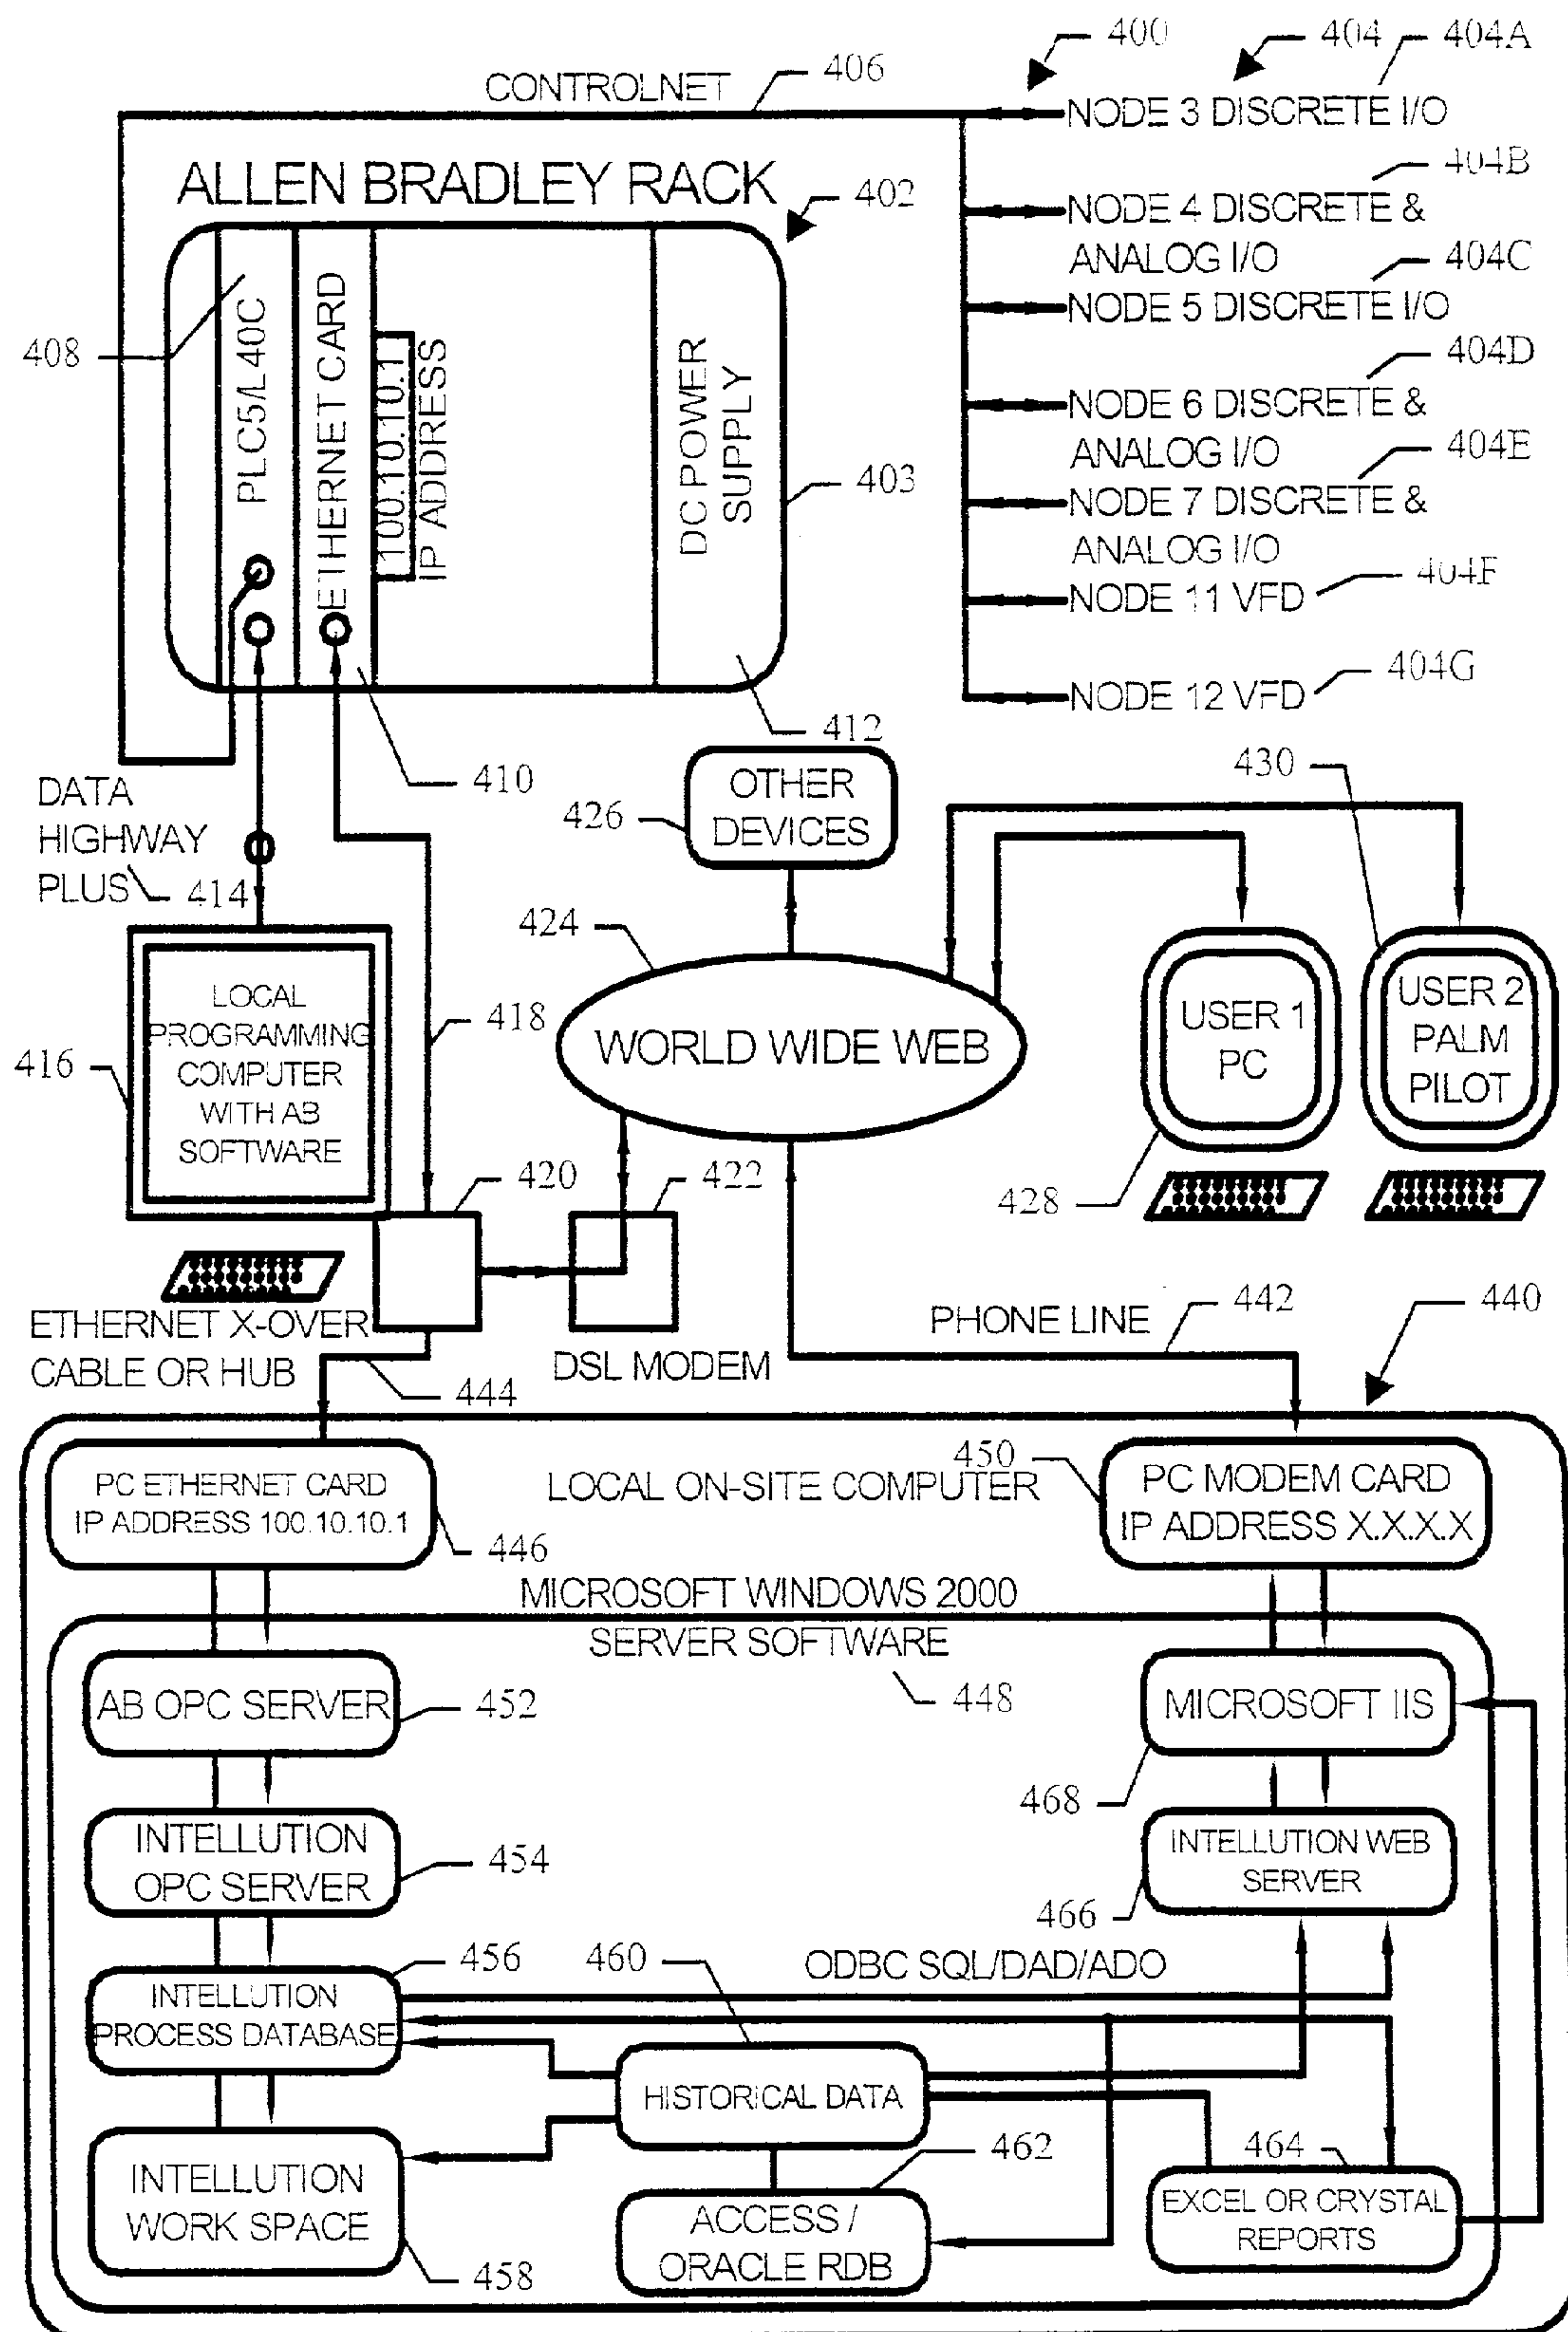 400
404
404A
CONTROLNET
406
NODE 3 DISCRETE I/O
ALLEN BRADLEY RACK
402
404B
NODE 4 DISCRETE &
ANALOG I/O
404C
NODE 5 DISCRETE I/O
408
PLC5/L40C
ETHERNET CARD
100.10.10.1
IP ADDRESS
DC POWER
SUPPLY
403
404D
NODE 6 DISCRETE &
ANALOG I/O
404E
NODE 7 DISCRETE &
ANALOG I/O
404F
NODE 11 VFD
404G
NODE 12 VFD
412
410
DATA
HIGHWAY
PLUS
414
OTHER
DEVICES
426
430
424
LOCAL
PROGRAMMING
COMPUTER
WITH AB
SOFTWARE
416
418
WORLD WIDE WEB
USER 1
PC
USER 2
PALM
PILOT
420
422
428
ETHERNET X-OVER
CABLE OR HUB
444
DSL MODEM
PHONE LINE
442
440
PC ETHERNET CARD
IP ADDRESS 100.10.10.1
446
LOCAL ON-SITE COMPUTER
450
PC MODEM CARD
IP ADDRESS X.X.X.X
MICROSOFT WINDOWS 2000
SERVER SOFTWARE
448
AB OPC SERVER
452
MICROSOFT IIS
468
INTELLUTION
OPC SERVER
454
INTELLUTION WEB
SERVER
466
456
460
ODBC SQL/DAD/ADO
INTELLUTION
PROCESS DATABASE
HISTORICAL DATA
462
464
INTELLUTION
WORK SPACE
458
ACCESS /
ORACLE RDB
EXCEL OR CRYSTAL
REPORTS